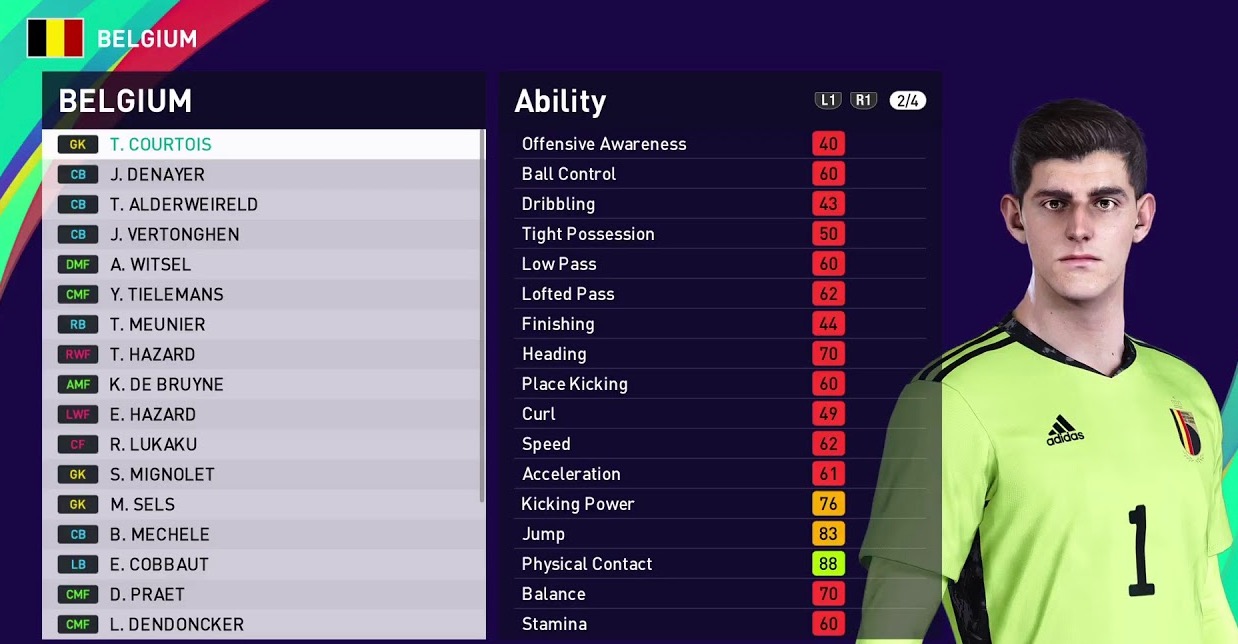 BELGIUM
BELGIUM
GK T. COURTOIS
CB J. DENAYER
CB T. ALDERWEIRELD
CB J. VERTONGHEN
DMF A. WITSEL
CMF Y. TIELEMANS
RB T. MEUNIER
RWF T. HAZARD
AMF K. DE BRUYNE
LWF E. HAZARD
CF R. LUKAKU
GK S. MIGNOLET
GK M. SELS
CB B. MECHELE
LB E. COBBAUT
CMF D. PRAET
CMF L. DENDONCKER
Ability L1 R1 2/4
Offensive Awareness 40
Ball Control 60
Dribbling 43
Tight Possession 50
Low Pass 60
Lofted Pass 62
Finishing 44
Heading 70
Place Kicking 60
Curl 49
Speed 62
Acceleration 61
Kicking Power 76
Jump 83
Physical Contact 88
Balance 70
Stamina 60
adidas
1